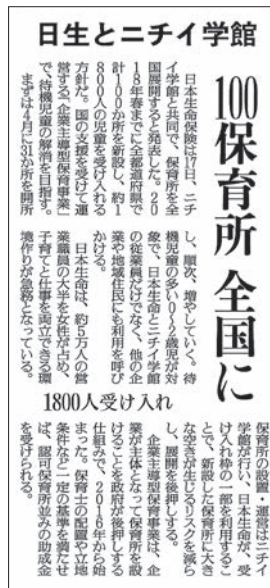 日生とニチイ学館
100保育所 全国に
1800人受け入れ
日本生命保険は17日、ニチ
イ学館と共同で、保育所を全
国展開すると発表した。20
18年春までに全都道府県で
計100か所を新設し、約1
800人の児童を受け入れる
方針だ。国の支援を受けて運
営する「企業主導型保育事業」
で、待機児童の解消を目指す。
まずは4月に31か所を開所
し、順次、増やしていく。待
機児童の多い0～2歳児が対
象で、日本生命とニチイ学館
の従業員だけでなく、他の企
業や地域住民にも利用を呼び
かける。
日本生命は、約5万人の営
業職員の大半を女性が占め、
子育てと仕事を両立できる環
境作りが急務となっている。
保育所の設置・運営はニチイ
学館が行い、日本生命が、受
け入れ枠の一部を利用するこ
とで、新設した保育所に大き
な空きが生じるリスクを減ら
し、展開を後押しする。
企業主導型保育事業は、企
業が主体となって保育所を設
けることを政府が後押しする
仕組みで、2016年から始
まった。保育士の配置や立地
条件など一定の基準を満たせ
ば、認可保育所並みの助成金
を受けられる。